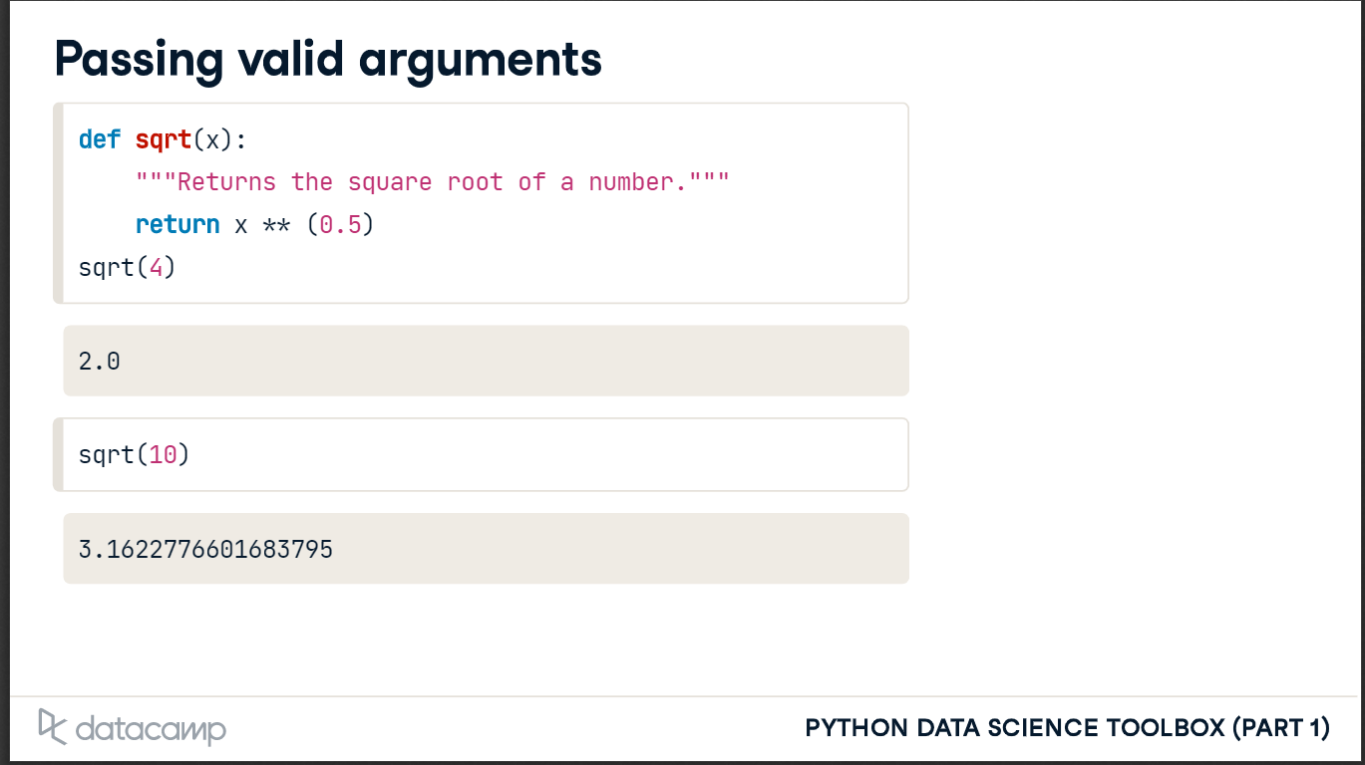 Passing valid arguments
def sqrt(x):
    """Returns the square root of a number."""
    return x ** (0.5)
sqrt(4)
2.0
sqrt(10)
3.1622776601683795
datacamp
PYTHON DATA SCIENCE TOOLBOX (PART 1)